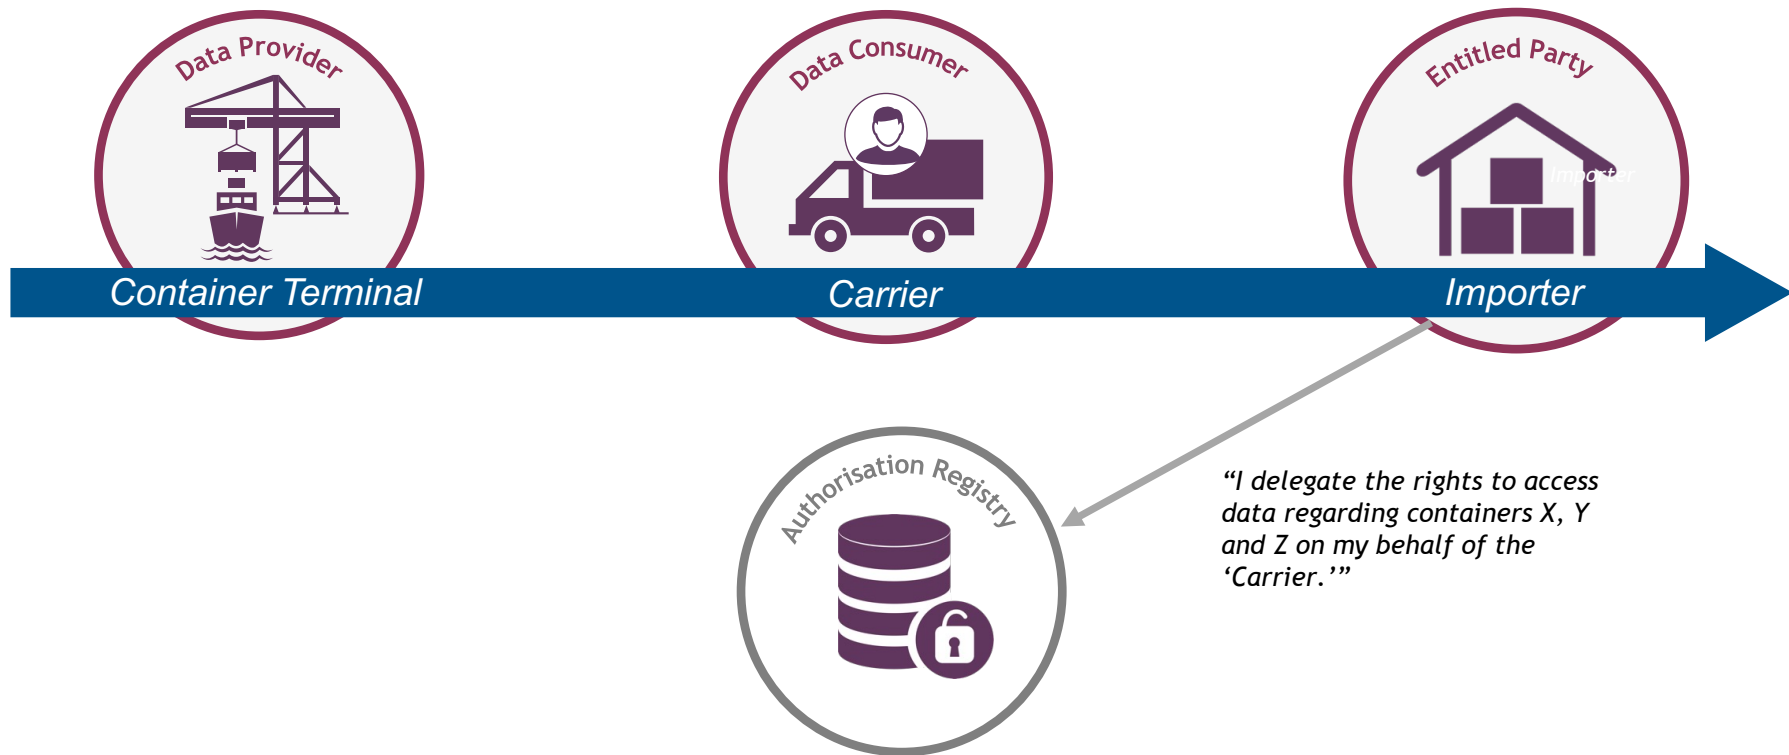 Data Provider
Data Consumer
Entitled Party
Importer
Container Terminal
Carrier
Importer
Authorisation Registry
“I delegate the rights to access
data regarding containers X, Y
and Z on my behalf of the
‘Carrier.’”